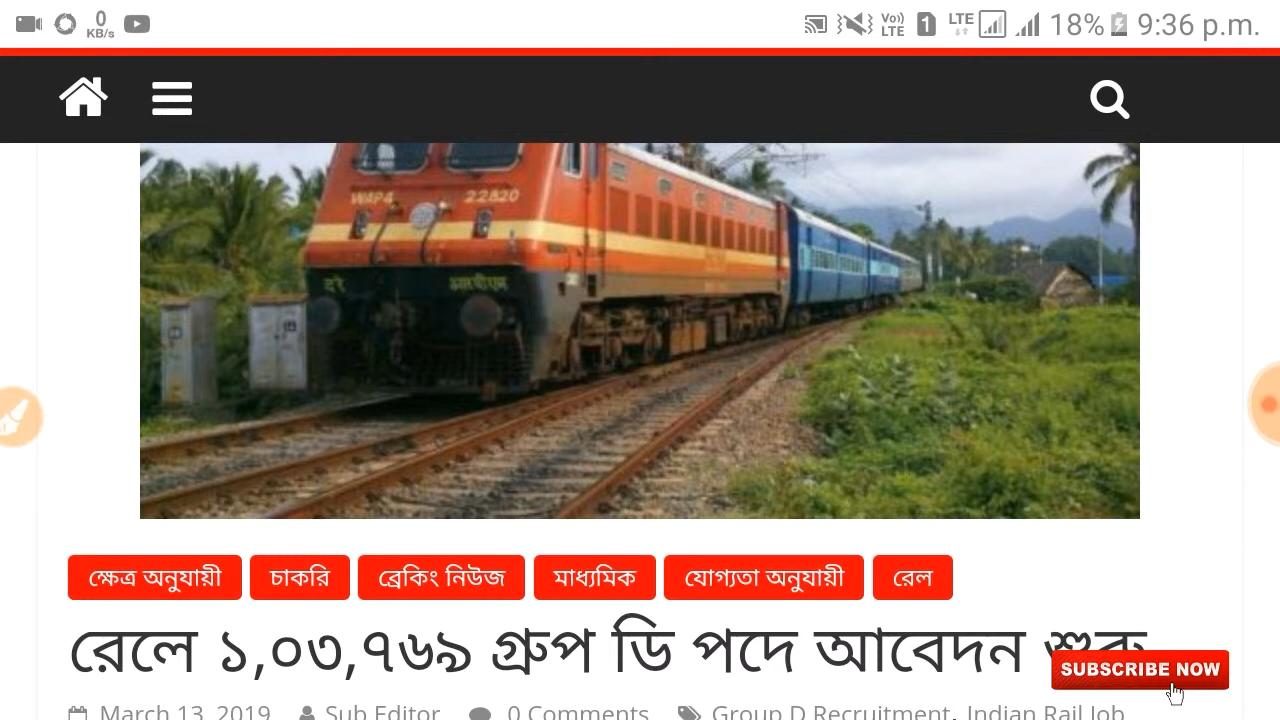 0
KB/s
Vo)) LTE 1 LTE 18% 9:36 p.m.
WAP4 22820
ক্ষেত্র অনুযায়ী চাকরি ব্রেকিং নিউজ মাধ্যমিক যোগ্যতা অনুযায়ী রেল
রেলে ১,০৩,৭৬৯ গ্রুপ ডি পদে আবেদন শুরু
SUBSCRIBE NOW
March 13, 2019 Sub Editor 0 Comments Group D Recruitment, Indian Rail Job